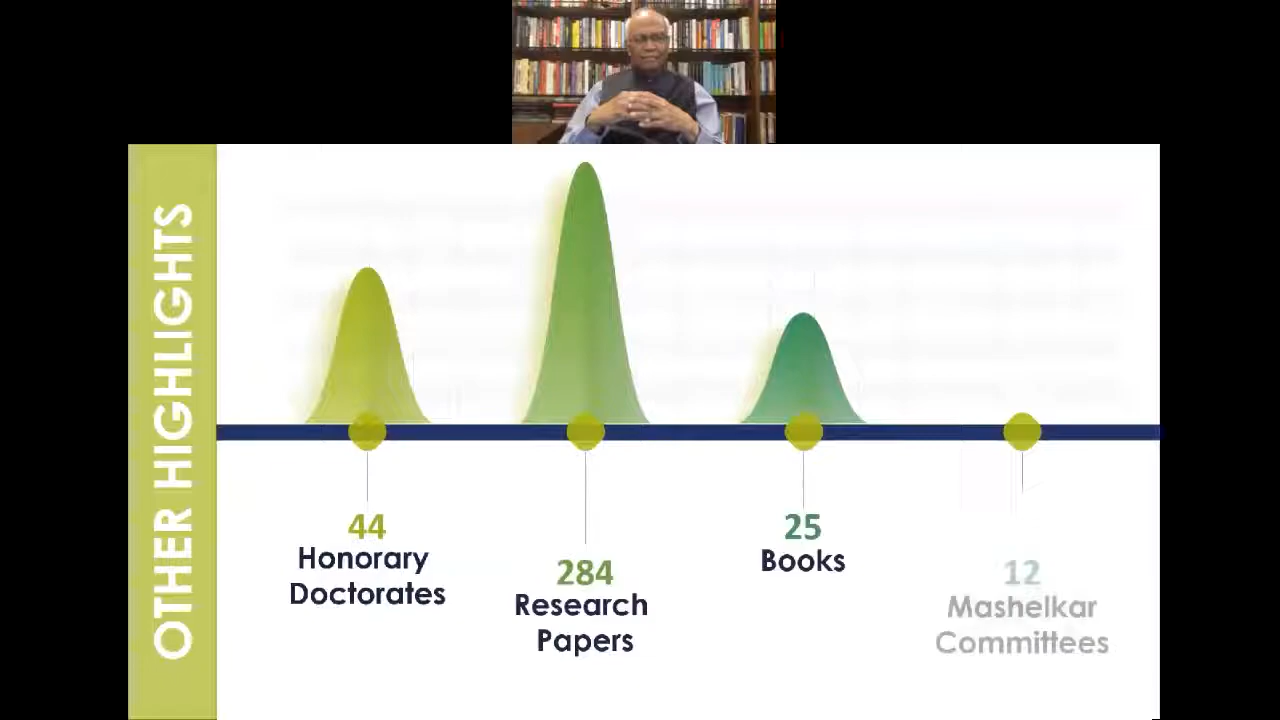 OTHER HIGHLIGHTS
44
Honorary
Doctorates
284
Research
Papers
25
Books
12
Mashelkar
Committees